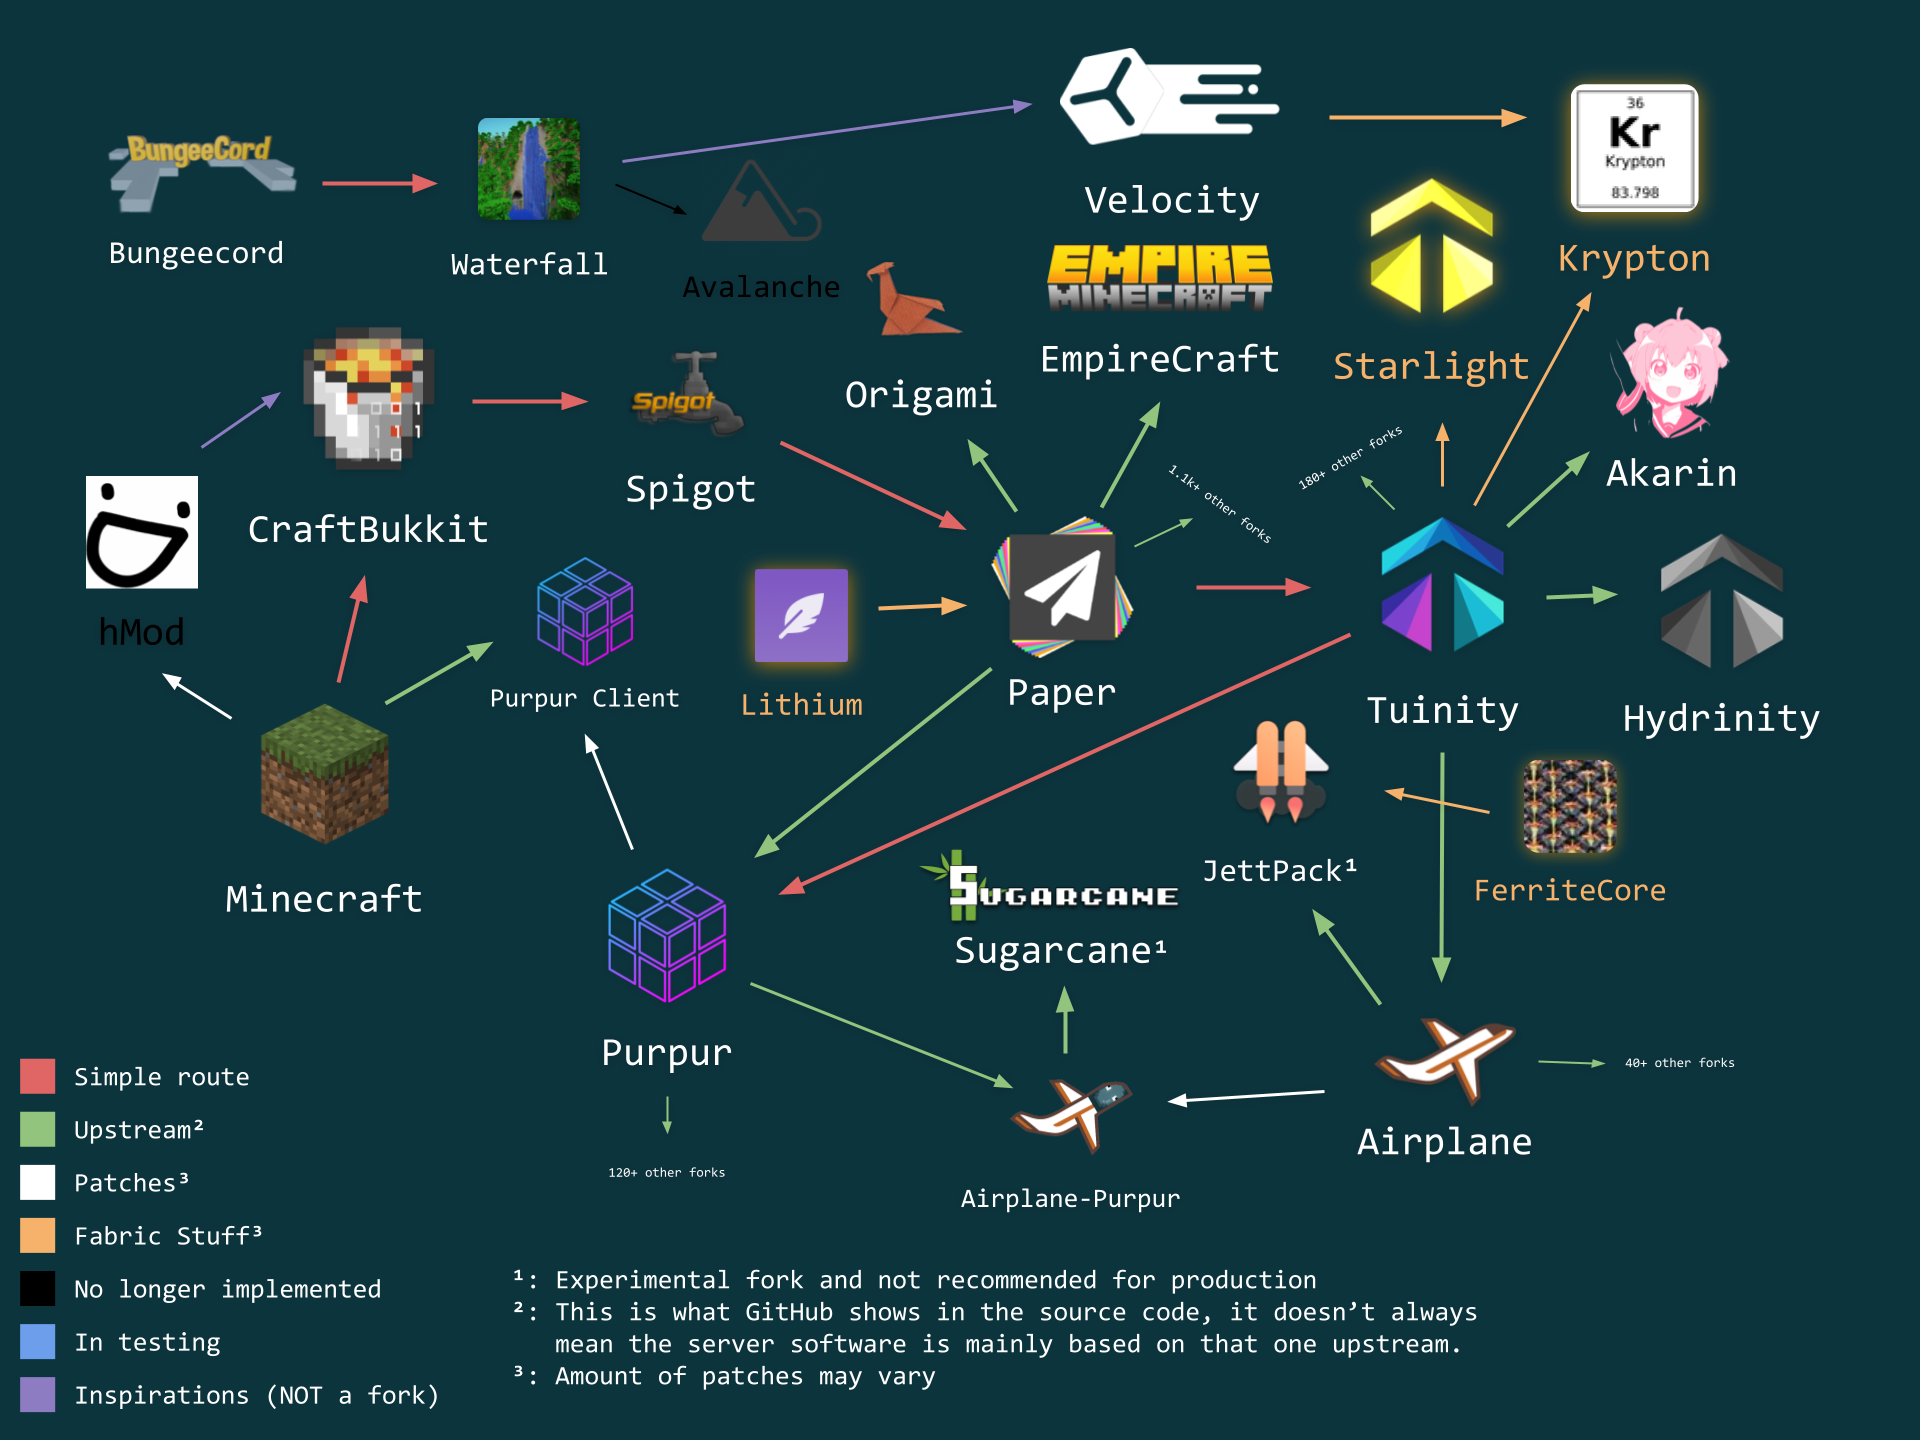 BungeeCord
Bungeecord
Waterfall
Avalanche
Velocity
36
Kr
Krypton
83.798
Krypton
EMPIRE
MINECRAFT
EmpireCraft
Origami
Starlight
Akarin
CraftBukkit
Spigot
Spigot
1.1k+ other forks
180+ other forks
hMod
Purpur Client
Lithium
Paper
Tuinity
Hydrinity
Minecraft
JettPack¹
FerriteCore
SUGARCANE
Sugarcane¹
Purpur
120+ other forks
Airplane-Purpur
Airplane
40+ other forks
Simple route
Upstream²
Patches³
Fabric Stuff³
No longer implemented
In testing
Inspirations (NOT a fork)
¹: Experimental fork and not recommended for production
²: This is what GitHub shows in the source code, it doesn’t always
mean the server software is mainly based on that one upstream.
³: Amount of patches may vary